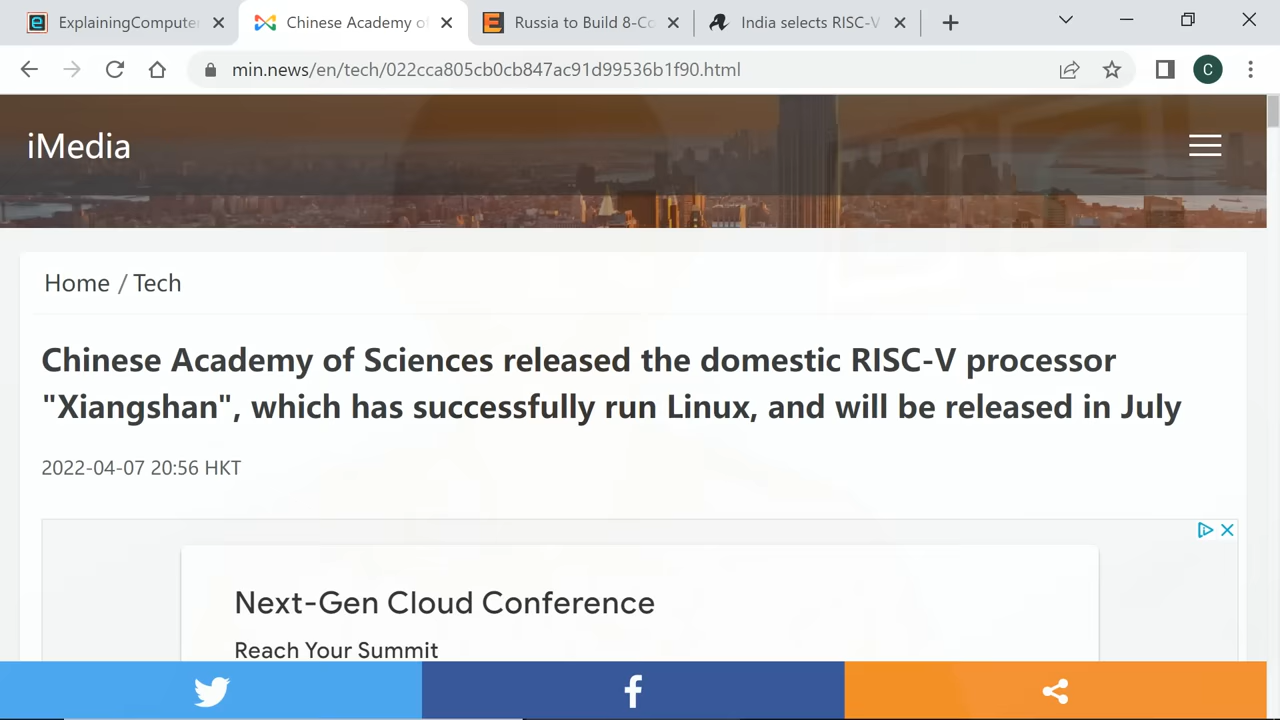 ExplainingCompute
Chinese Academy o
Russia to Build 8-Co
India selects RISC-V
min.news/en/tech/022cca805cb0cb847ac91d99536b1f90.html
C
iMedia
Home / Tech
Chinese Academy of Sciences released the domestic RISC-V processor
"Xiangshan", which has successfully run Linux, and will be released in July
2022-04-07 20:56 HKT
Next-Gen Cloud Conference
Reach Your Summit